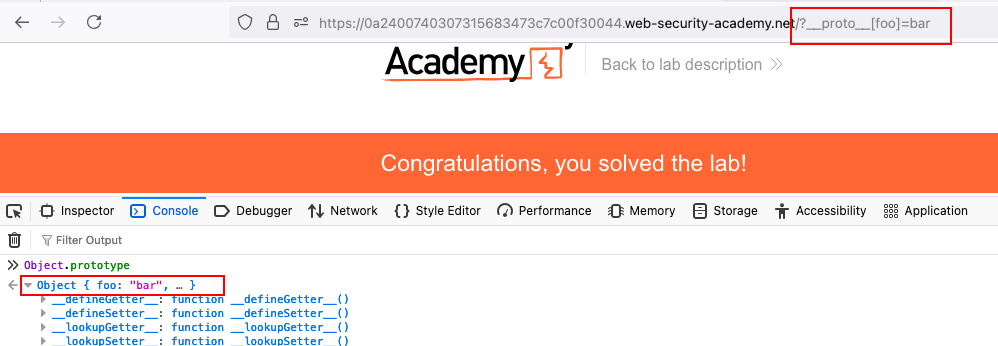 https://0a2400740307315683473c7c00f30044.web-security-academy.net/?__proto__[foo]=bar
Academy
Back to lab description
Congratulations, you solved the lab!
Inspector Console Debugger Network Style Editor Performance Memory Storage Accessibility Application
Filter Output
Object.prototype
Object { foo: "bar", … }
__defineGetter__: function __defineGetter__()
__defineSetter__: function __defineSetter__()
__lookupGetter__: function __lookupGetter__()
__lookupSetter__: function __lookupSetter__()